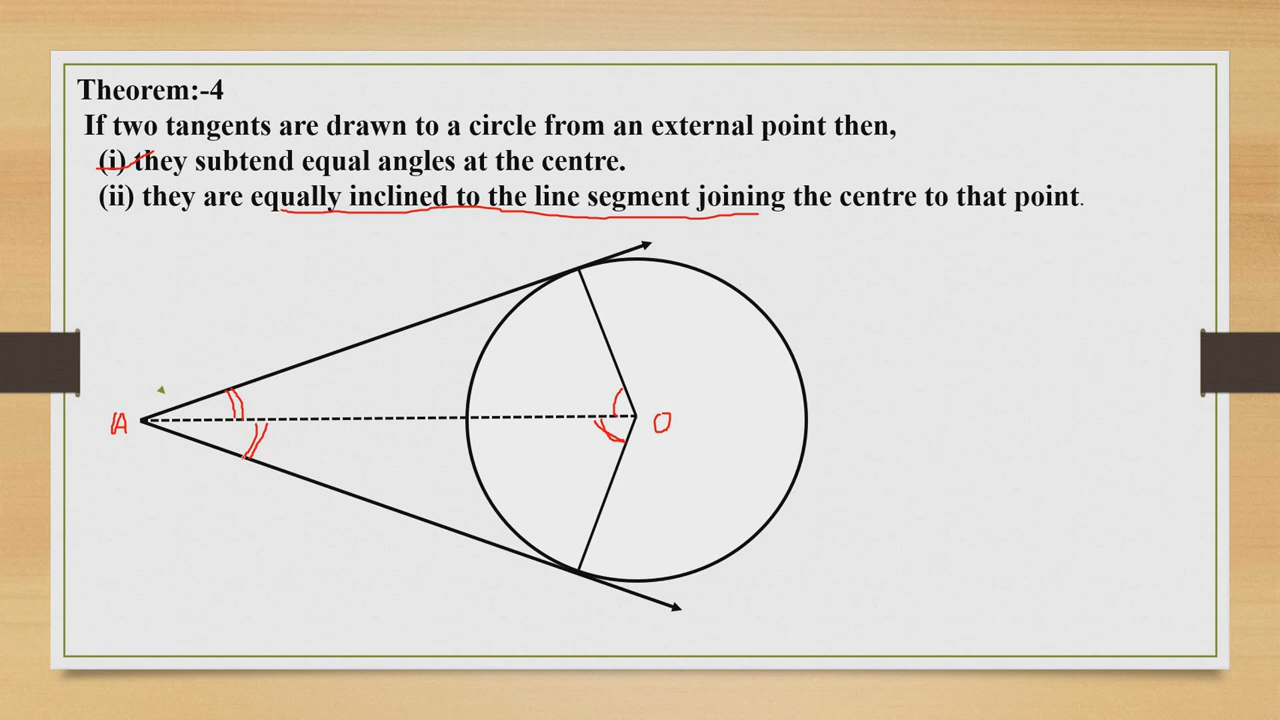 Theorem:-4
If two tangents are drawn to a circle from an external point then,
(i) they subtend equal angles at the centre.
(ii) they are equally inclined to the line segment joining the centre to that point.
A
O